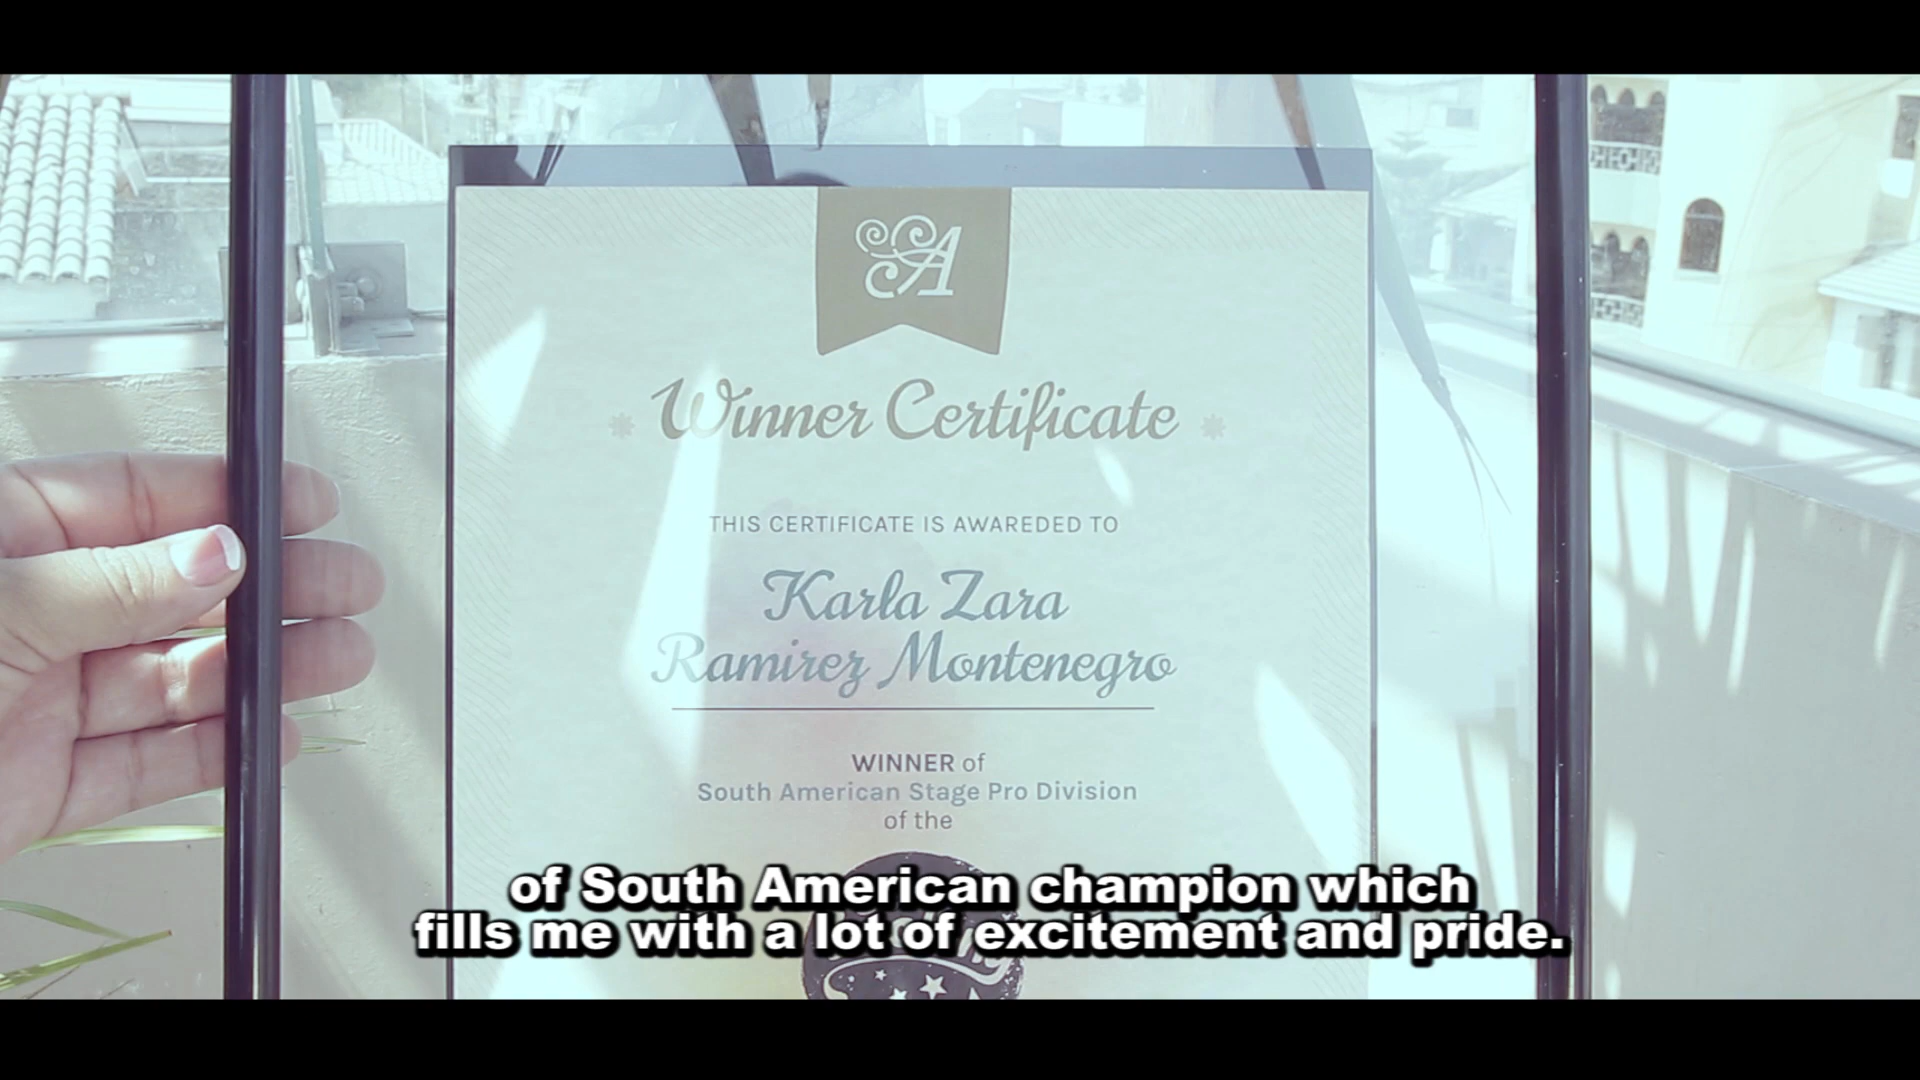 A
Winner Certificate
THIS CERTIFICATE IS AWAREDED TO
Karla Zara
Ramirez Montenegro
WINNER of
South American Stage Pro Division
of the
of South American champion which
fills me with a lot of excitement and pride.